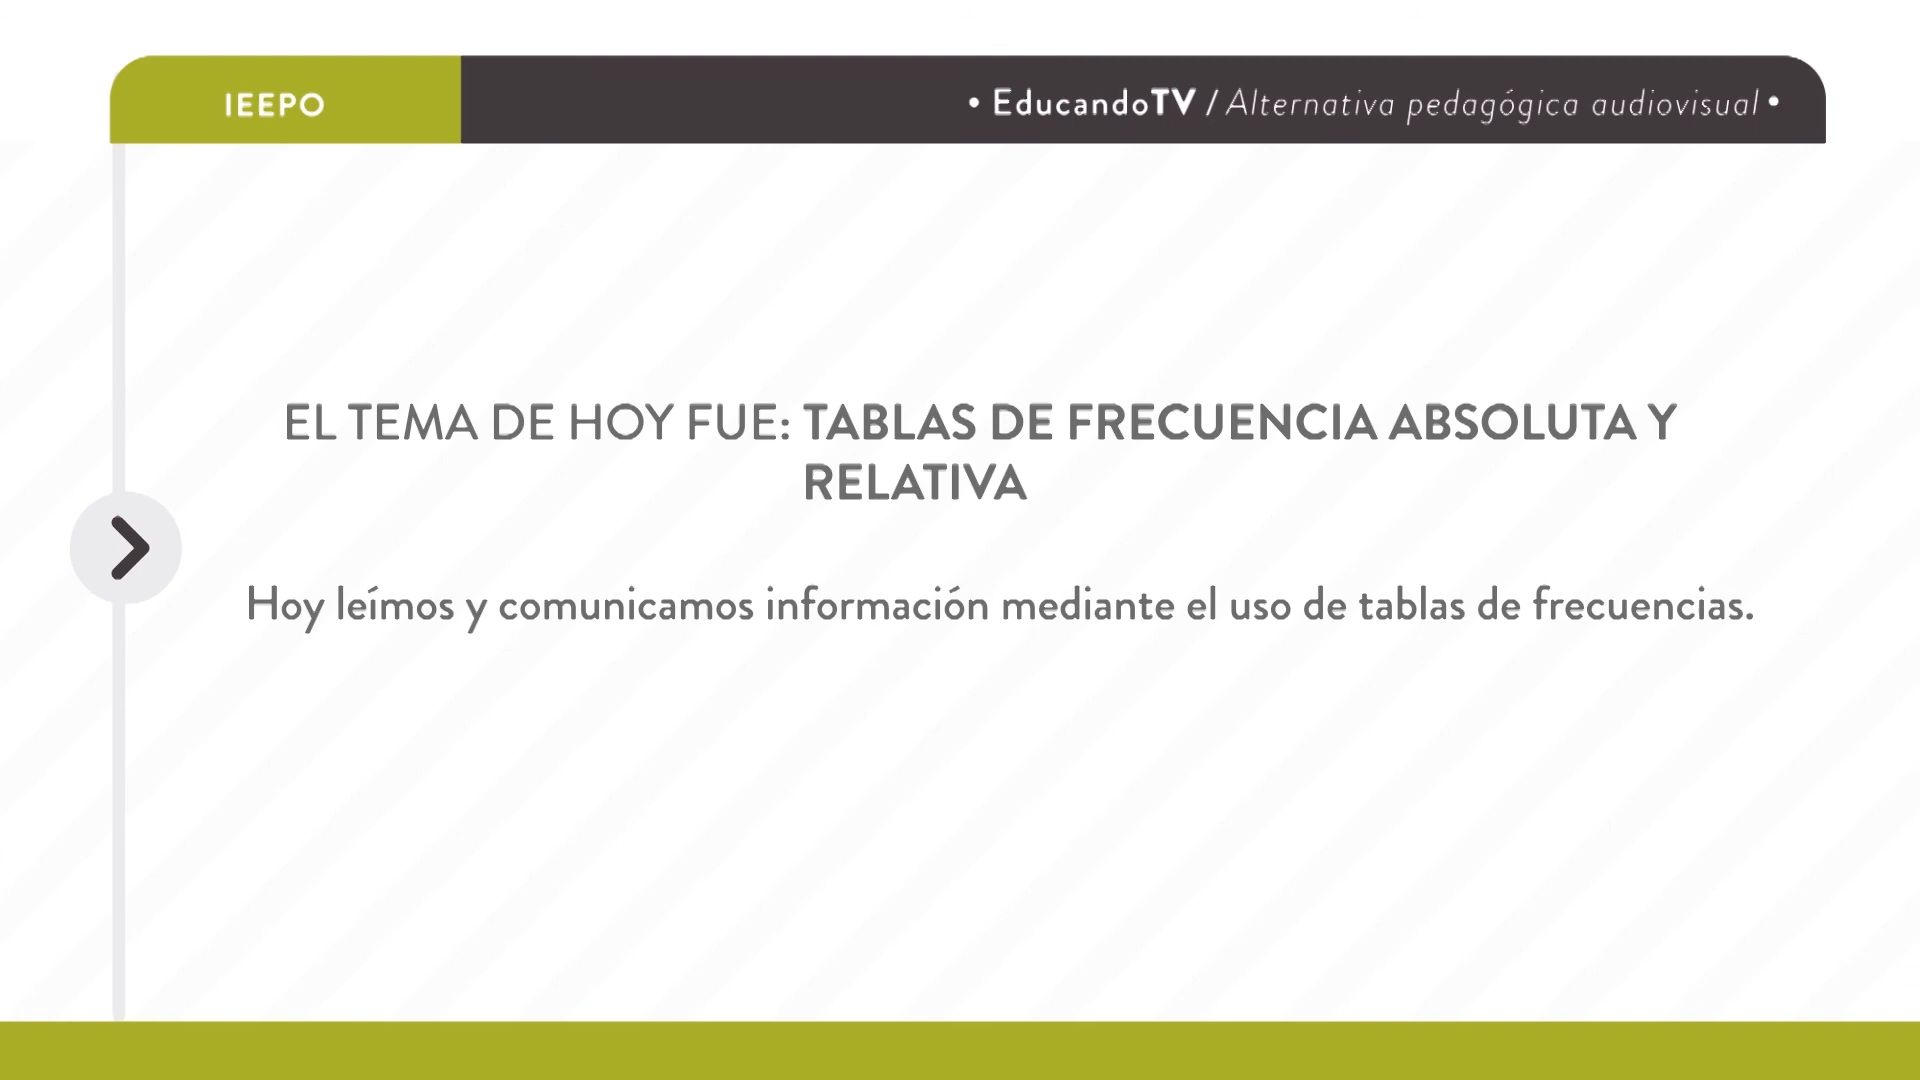 IEEPO
• EducandoTV / Alternativa pedagógica audiovisual •
EL TEMA DE HOY FUE: TABLAS DE FRECUENCIA ABSOLUTA Y
RELATIVA
Hoy leímos y comunicamos información mediante el uso de tablas de frecuencias.